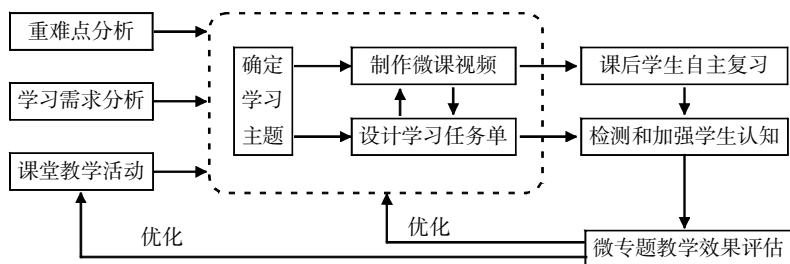 重难点分析
学习需求分析
课堂教学活动
确定
学习
主题
制作微课视频
设计学习任务单
课后学生自主复习
检测和加强学生认知
优化
优化
微专题教学效果评估